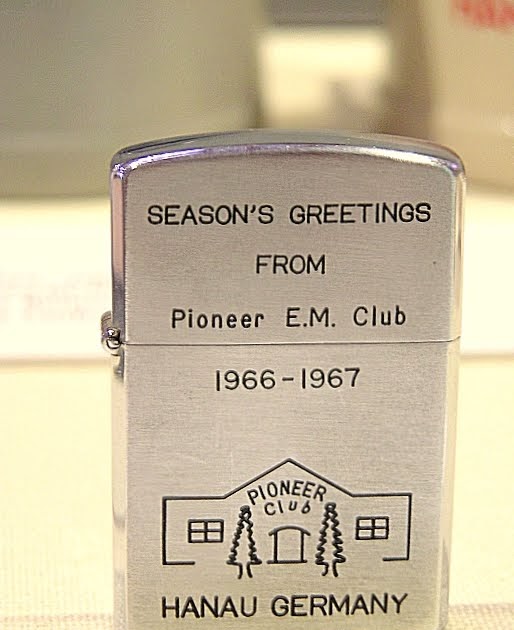 SEASON'S GREETINGS
FROM
Pioneer E.M. Club
1966-1967
PIONEER
Club
HANAU GERMANY